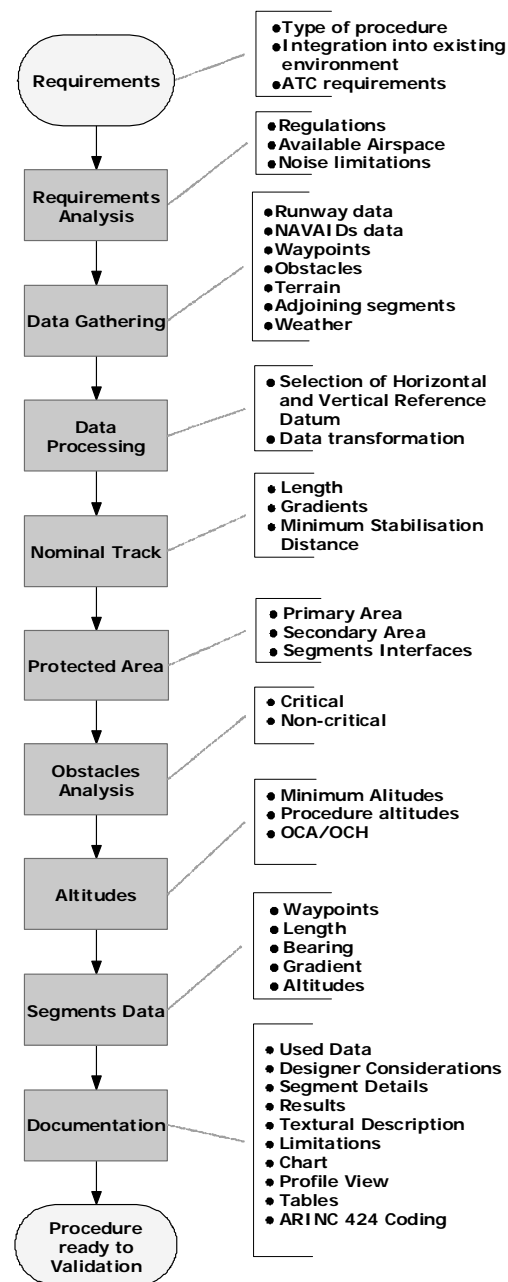 Requirements
●Type of procedure
●Integration into existing
environment
●ATC requirements
Requirements
Analysis
●Regulations
●Available Airspace
●Noise limitations
Data Gathering
●Runway data
●NAVAIDs data
●Waypoints
●Obstacles
●Terrain
●Adjoining segments
●Weather
Data
Processing
● Selection of Horizontal
and Vertical Reference
Datum
● Data transformation
Nominal Track
● Length
● Gradients
● Minimum Stabilisation
Distance
Protected Area
● Primary Area
● Secondary Area
● Segments Interfaces
Obstacles
Analysis
● Critical
● Non-critical
Altitudes
● Minimum Alitudes
● Procedure altitudes
● OCA/OCH
Segments Data
● Waypoints
● Length
● Bearing
● Gradient
● Altitudes
Documentation
● Used Data
● Designer Considerations
● Segment Details
● Results
● Textural Description
● Limitations
● Chart
● Profile View
● Tables
● ARINC 424 Coding
Procedure
ready to
Validation